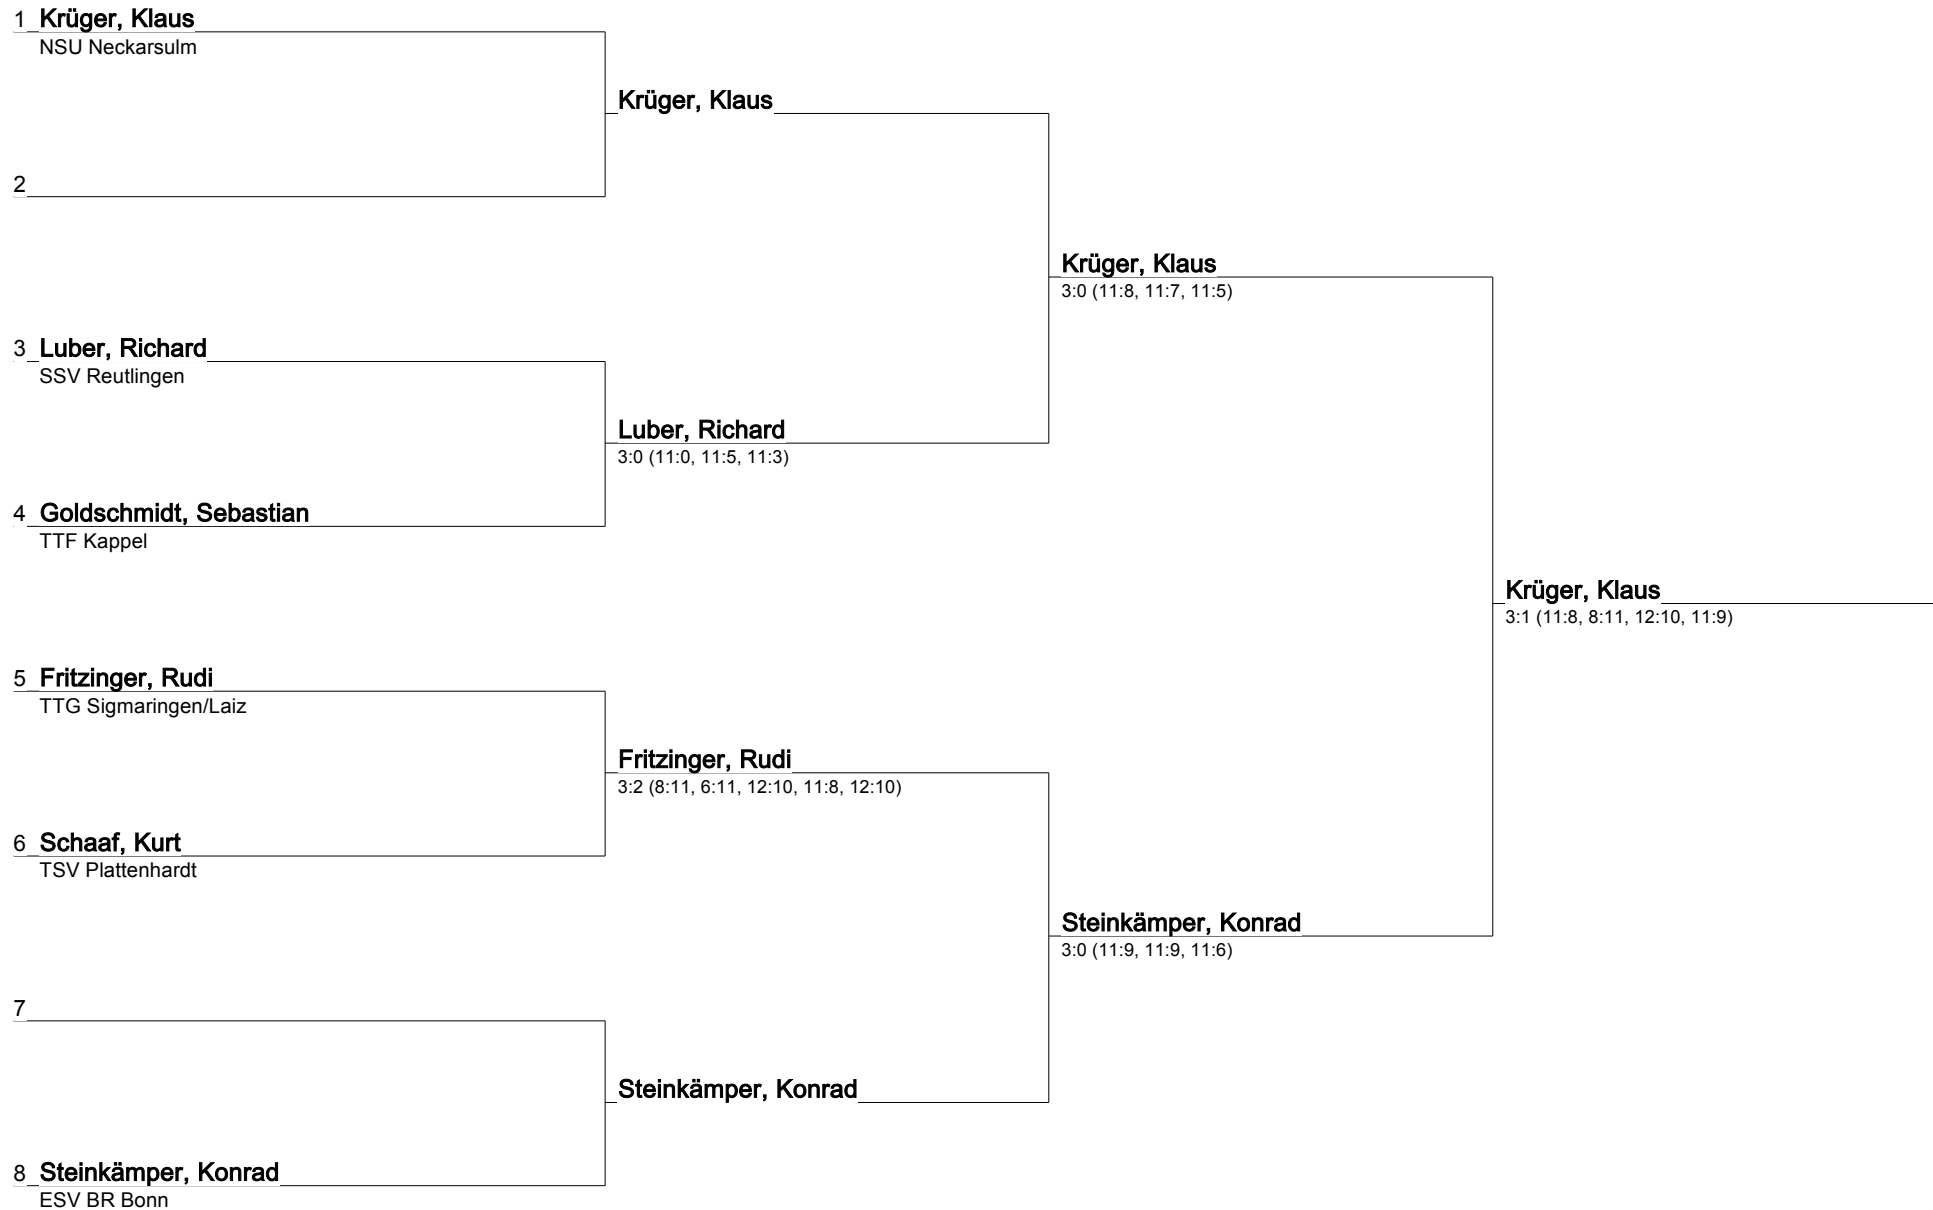 1 Krüger, Klaus
NSU Neckarsulm
Krüger, Klaus
2
Krüger, Klaus
3:0 (11:8, 11:7, 11:5)
3 Luber, Richard
SSV Reutlingen
Luber, Richard
3:0 (11:0, 11:5, 11:3)
4 Goldschmidt, Sebastian
TTF Kappel
Krüger, Klaus
3:1 (11:8, 8:11, 12:10, 11:9)
5 Fritzinger, Rudi
TTG Sigmaringen/Laiz
Fritzinger, Rudi
3:2 (8:11, 6:11, 12:10, 11:8, 12:10)
6 Schaaf, Kurt
TSV Plattenhardt
Steinkämper, Konrad
3:0 (11:9, 11:9, 11:6)
7
Steinkämper, Konrad
8 Steinkämper, Konrad
ESV BR Bonn